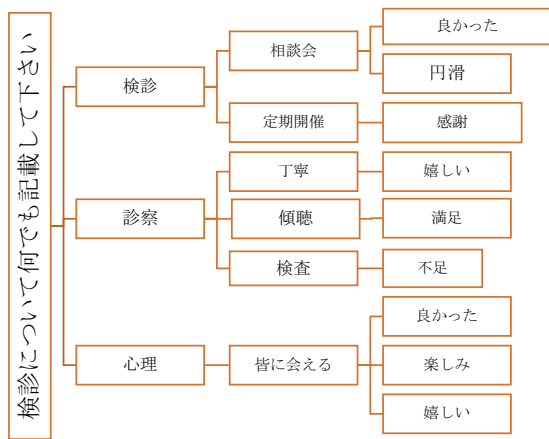 検診について何でも記載して下さい
検診
相談会
良かった
円滑
定期開催
感謝
診察
丁寧
嬉しい
傾聴
満足
検査
不足
心理
皆に会える
良かった
楽しみ
嬉しい